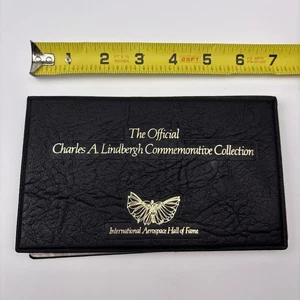 1 2 3 4 5 6 7
The Official
Charles A. Lindbergh Commemorative Collection
International Aerospace Hall of Fame